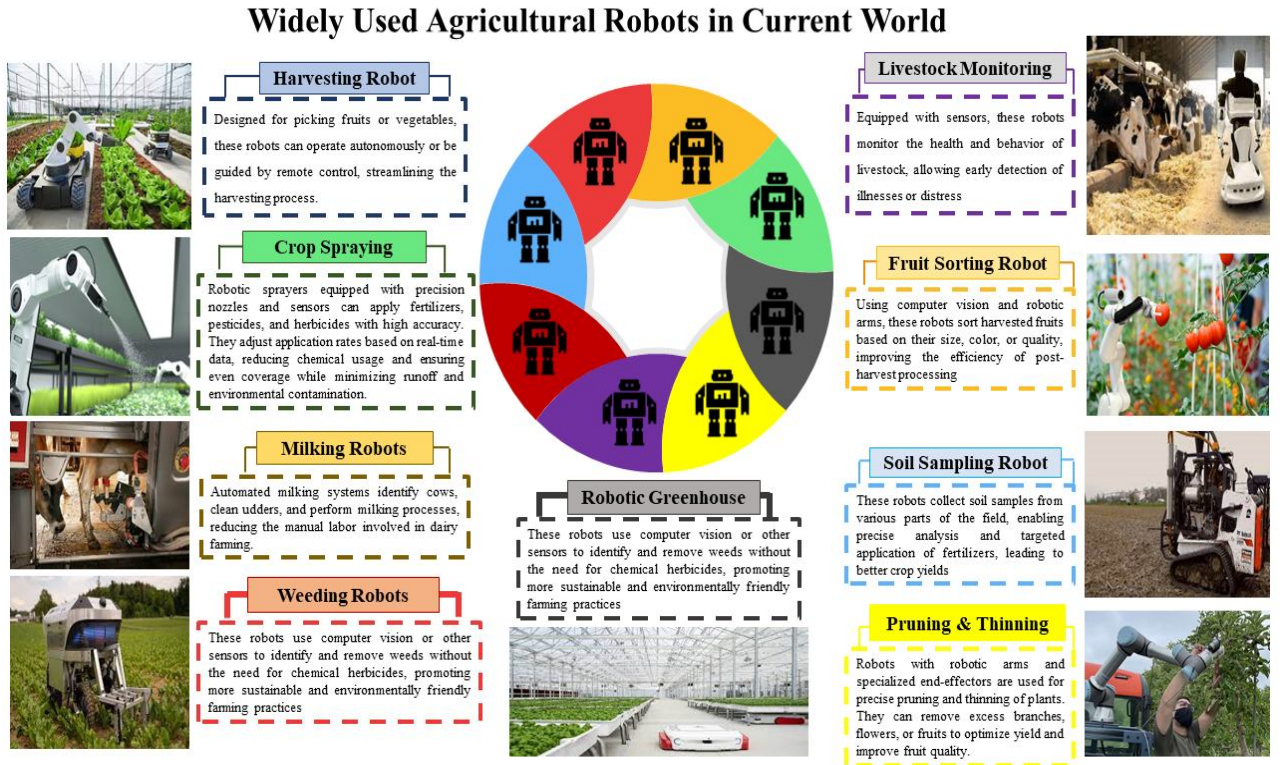 Widely Used Agricultural Robots in Current World
Harvesting Robot
Designed for picking fruits or vegetables,
these robots can operate autonomously or be
guided by remote control, streamlining the
harvesting process.
Crop Spraying
Robotic sprayers equipped with precision
nozzles and sensors can apply fertilizers,
pesticides, and herbicides with high accuracy.
They adjust application rates based on real-time
data, reducing chemical usage and ensuring
even coverage while minimizing runoff and
environmental contamination.
Milking Robots
Automated milking systems identify cows,
clean udders, and perform milking processes,
reducing the manual labor involved in dairy
farming.
Weeding Robots
These robots use computer vision or other
sensors to identify and remove weeds without
the need for chemical herbicides, promoting
more sustainable and environmentally friendly
farming practices
Robotic Greenhouse
These robots use computer vision or other
sensors to identify and remove weeds without
the need for chemical herbicides, promoting
more sustainable and environmentally friendly
farming practices
Livestock Monitoring
Equipped with sensors, these robots
monitor the health and behavior of
livestock, allowing early detection of
illnesses or distress
Fruit Sorting Robot
Using computer vision and robotic
arms, these robots sort harvested fruits
based on their size, color, or quality,
improving the efficiency of post-
harvest processing
Soil Sampling Robot
These robots collect soil samples from
various parts of the field, enabling
precise analysis and targeted
application of fertilizers, leading to
better crop yields
Pruning & Thinning
Robots with robotic arms and
specialized end-effectors are used for
precise pruning and thinning of plants.
They can remove excess branches,
flowers, or fruits to optimize yield and
improve fruit quality.